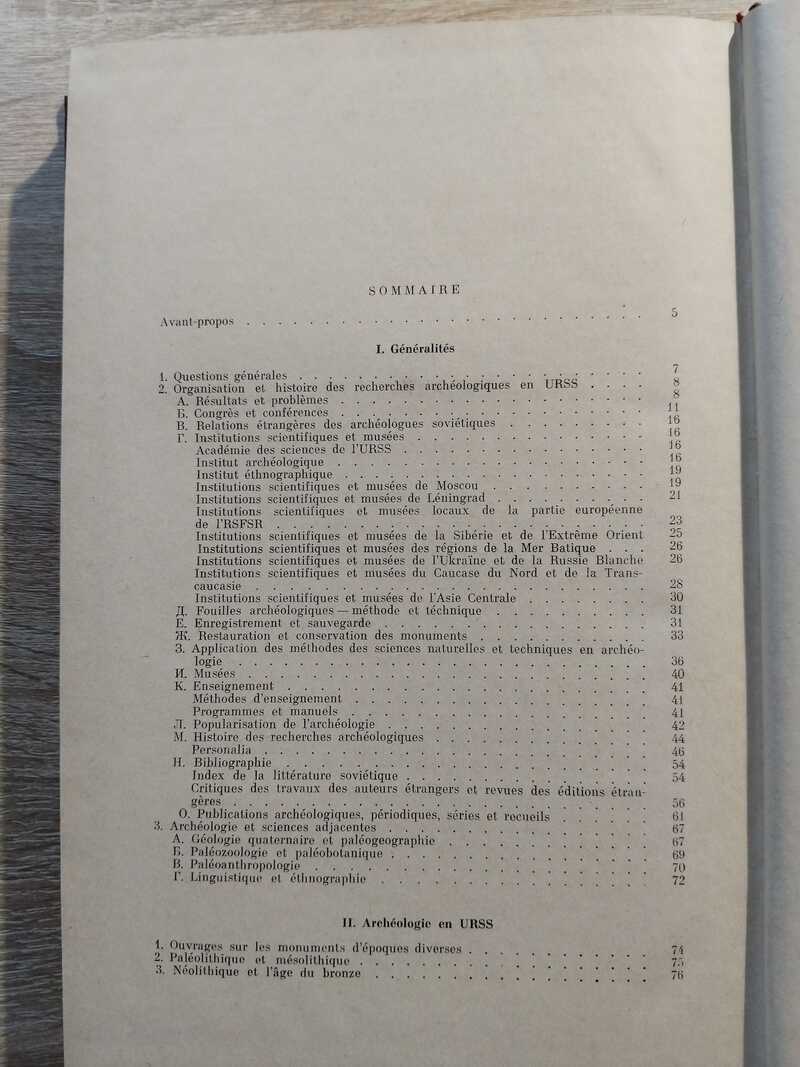 SOMMAIRE
Avant-propos . . . . . . . . . . . . . . . . . . . . . . . . . . 5
I. Généralités
1. Questions générales . . . . . . . . . . . . . . . . . . . . . . 7
2. Organisation et histoire des recherches archéologiques en URSS . . . . 8
А. Résultats et problèmes . . . . . . . . . . . . . . . . . . . . 8
Б. Congrès et conférences . . . . . . . . . . . . . . . . . . . . 11
В. Relations étrangères des archéologues soviétiques . . . . . . . . . 16
Г. Institutions scientifiques et musées . . . . . . . . . . . . . . . 16
Académie des sciences de l'URSS . . . . . . . . . . . . . . . . 16
Institut archéologique . . . . . . . . . . . . . . . . . . . . 16
Institut éthnographique . . . . . . . . . . . . . . . . . . . . 19
Institutions scientifiques et musées de Moscou . . . . . . . . . . 19
Institutions scientifiques et musées de Léningrad . . . . . . . . . . 21
Institutions scientifiques et musées locaux de la partie européenne
de l'RSFSR . . . . . . . . . . . . . . . . . . . . . . . . 23
Institutions scientifiques et musées de la Sibérie et de l'Extrême Orient 25
Institutions scientifiques et musées des régions de la Mer Batique . . . 26
Institutions scientifiques et musées de l'Ukraïne et de la Russie Blanche 26
Institutions scientifiques et musées du Caucase du Nord et de la Trans-
caucasie . . . . . . . . . . . . . . . . . . . . . . . . . 28
Institutions scientifiques et musées de l'Asie Centrale . . . . . . . . 30
Д. Fouilles archéologiques — méthode et téchnique . . . . . . . . . . 31
Е. Enregistrement et sauvegarde . . . . . . . . . . . . . . . . . 31
Ж. Restauration et conservation des monuments . . . . . . . . . . . 33
З. Application des méthodes des sciences naturelles et techniques en archéo-
logie . . . . . . . . . . . . . . . . . . . . . . . . . . 36
И. Musées . . . . . . . . . . . . . . . . . . . . . . . . . . 40
К. Enseignement . . . . . . . . . . . . . . . . . . . . . . . 41
Méthodes d'enseignement . . . . . . . . . . . . . . . . . . . 41
Programmes et manuels . . . . . . . . . . . . . . . . . . . 41
Л. Popularisation de l'archéologie . . . . . . . . . . . . . . . . . 42
М. Histoire des recherches archéologiques . . . . . . . . . . . . . . 44
Personalia . . . . . . . . . . . . . . . . . . . . . . . . . 46
Н. Bibliographie . . . . . . . . . . . . . . . . . . . . . . . 54
Index de la littérature soviétique . . . . . . . . . . . . . . . . 54
Critiques des travaux des auteurs étrangers et revues des éditions étran-
gères . . . . . . . . . . . . . . . . . . . . . . . . . . 56
О. Publications archéologiques, périodiques, séries et recueils . . . . . . 61
3. Archéologie et sciences adjacentes . . . . . . . . . . . . . . . . . 67
А. Géologie quaternaire et paléogeographie . . . . . . . . . . . . . 67
Б. Paléozoologie et paléobotanique . . . . . . . . . . . . . . . . . 69
В. Paléoanthropologie . . . . . . . . . . . . . . . . . . . . . 70
Г. Linguistique et éthnographie . . . . . . . . . . . . . . . . . 72
II. Archéologie en URSS
1. Ouvrages sur les monuments d'époques diverses . . . . . . . . . . . 74
2. Paléolithique et mésolithique . . . . . . . . . . . . . . . . . . 75
3. Néolithique et l'âge du bronze . . . . . . . . . . . . . . . . . 76